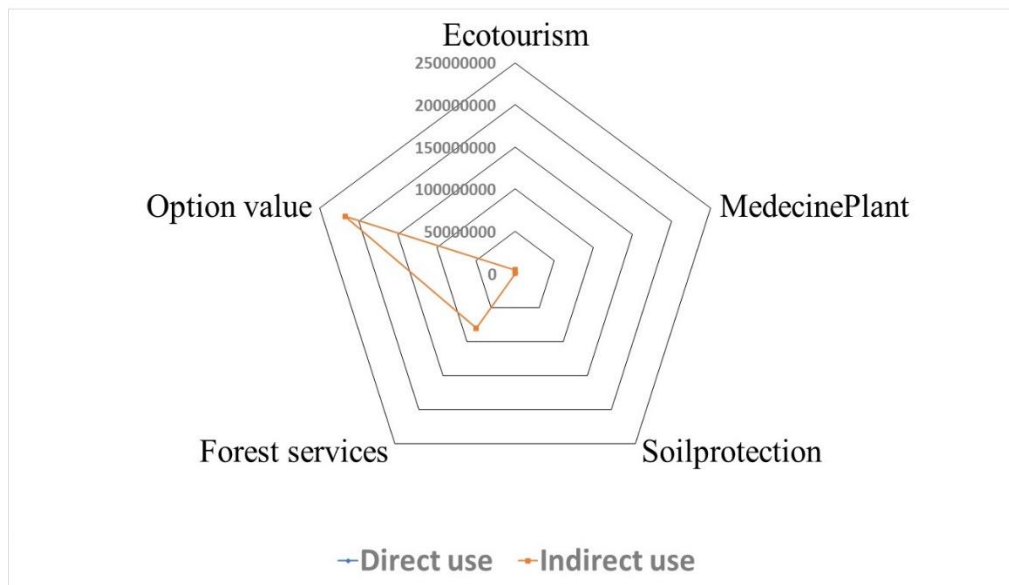 Ecotourism
250000000
200000000
150000000
100000000
50000000
0
Option value
MedecinePlant
Forest services
Soilprotection
Direct use
Indirect use